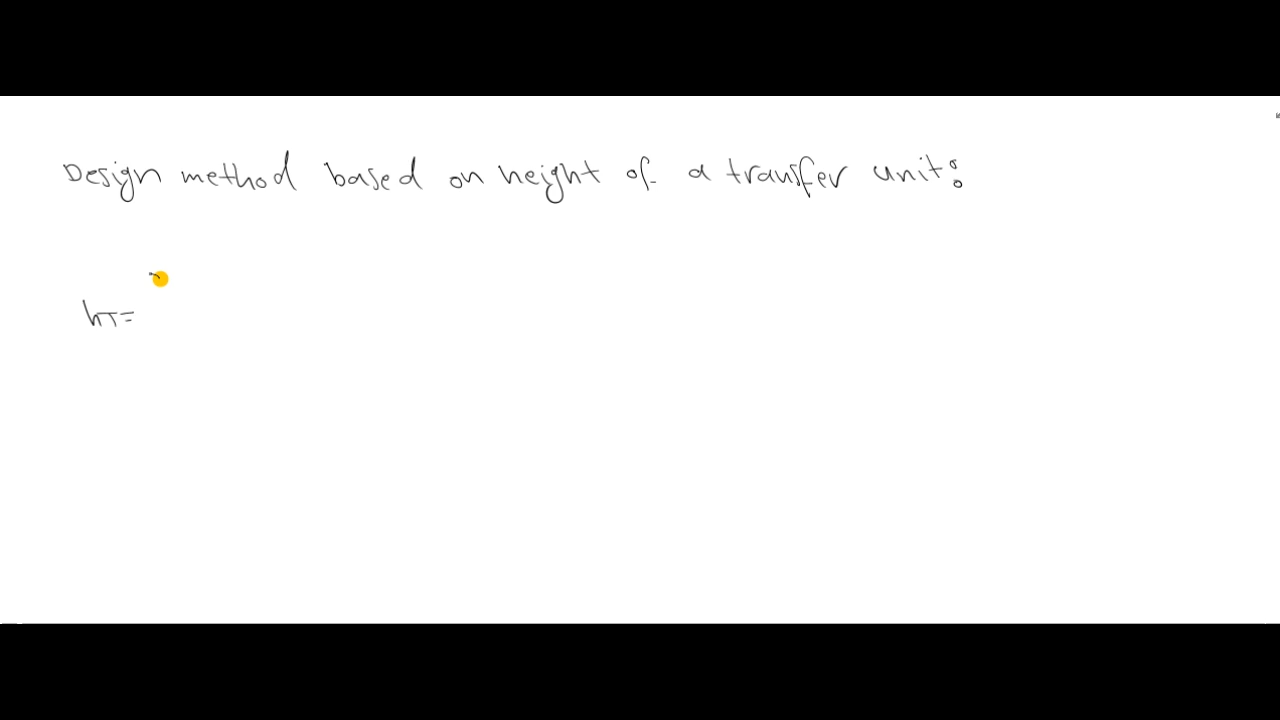 Design method based on height of a transfer unit:
hT=